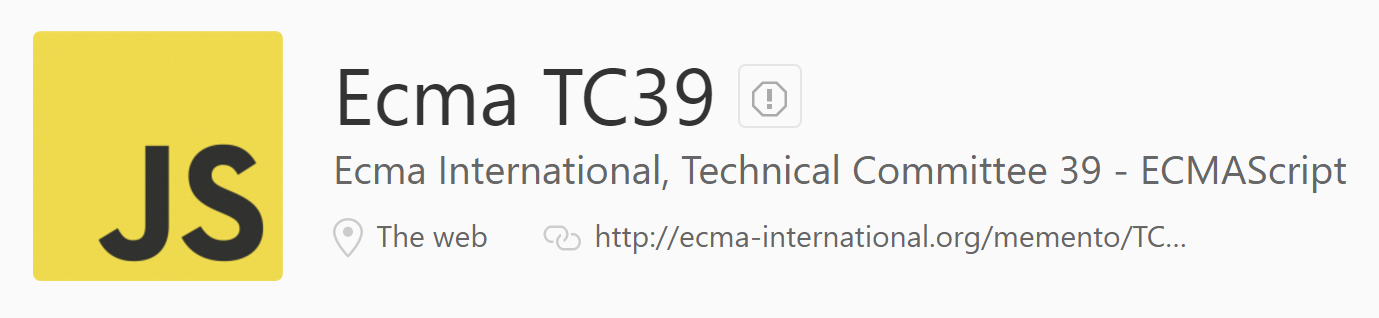 JS
Ecma TC39
Ecma International, Technical Committee 39 - ECMAScript
The web
http://ecma-international.org/memento/TC...